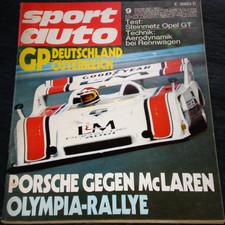 sport
auto
GP DEUTSCHLAND
ÖSTERREICH
9
Test:
Steinmetz Opel GT
Technik:
Aerodynamik
bei Rennwagen
GOODYEAR
L&M
PORSCHE GEGEN McLAREN
OLYMPIA-RALLYE